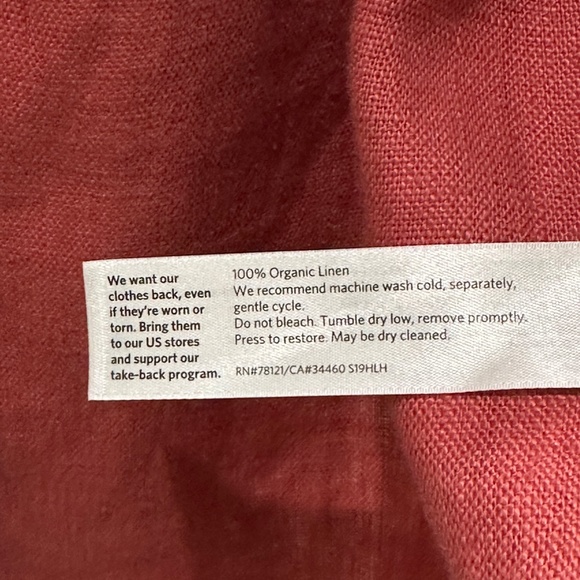 We want our
clothes back, even
if they're worn or
torn. Bring them
to our US stores
and support our
take-back program.
100% Organic Linen
We recommend machine wash cold, separately,
gentle cycle.
Do not bleach. Tumble dry low, remove promptly.
Press to restore. May be dry cleaned.
RN#78121/CA#34460 S19HLH